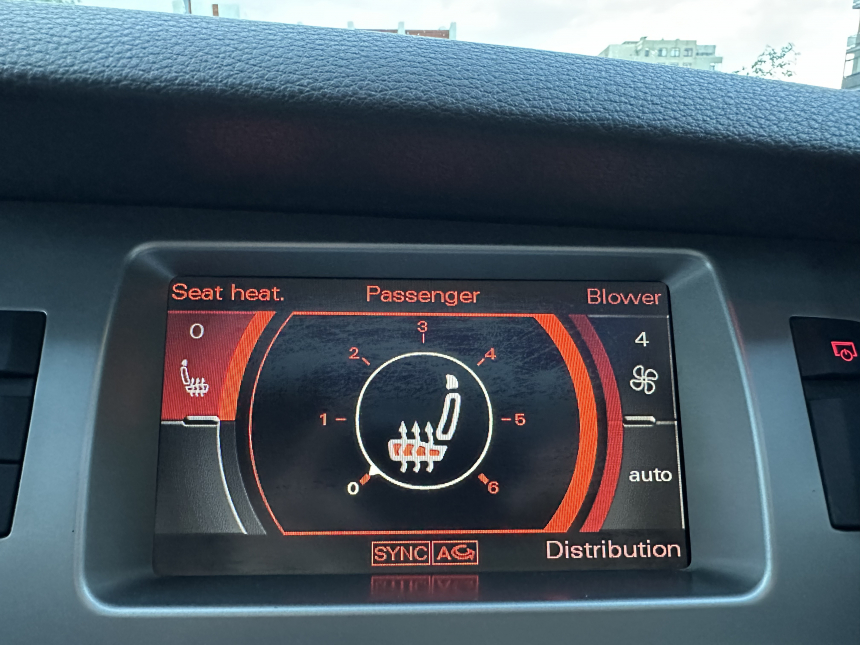 Seat heat. Passenger Blower
0
3
4
2
4
1
5
0
6
auto
SYNC A
Distribution